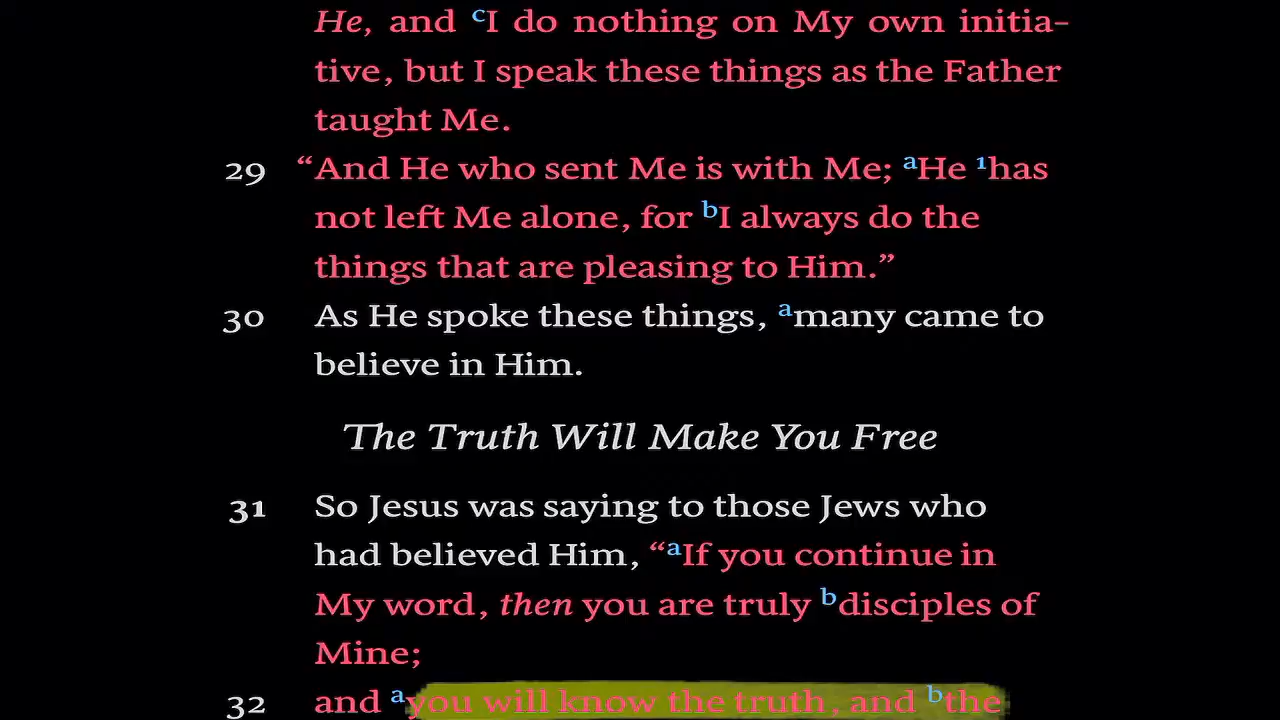 He, and cI do nothing on My own initia-
tive, but I speak these things as the Father
taught Me.
29 “And He who sent Me is with Me; aHe 1has
not left Me alone, for bI always do the
things that are pleasing to Him.”
30 As He spoke these things, amany came to
believe in Him.
The Truth Will Make You Free
31 So Jesus was saying to those Jews who
had believed Him, “aIf you continue in
My word, then you are truly bdisciples of
Mine;
32 and ayou will know the truth, and bthe